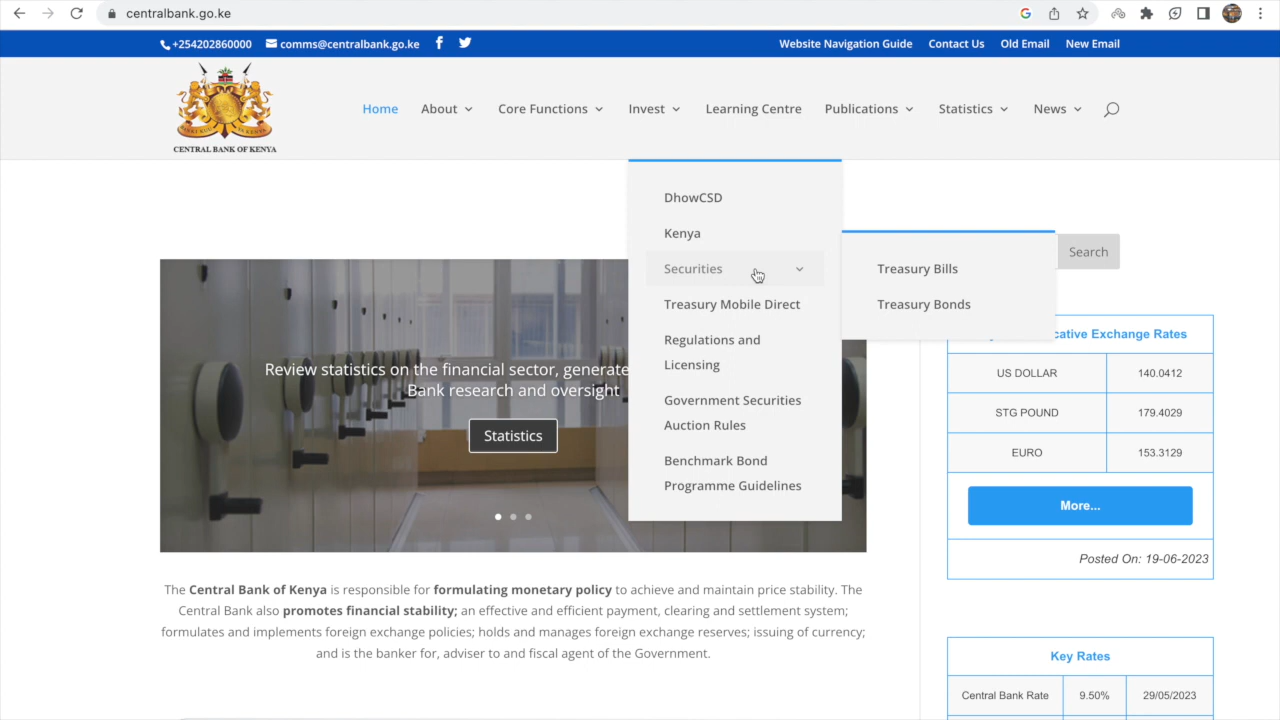 centralbank.go.ke
+254202860000 comms@centralbank.go.ke
Website Navigation Guide Contact Us Old Email New Email
CENTRAL BANK OF KENYA
Home About Core Functions Invest Learning Centre Publications Statistics News
DhowCSD
Kenya
Securities
Treasury Mobile Direct
Regulations and
Licensing
Government Securities
Auction Rules
Benchmark Bond
Programme Guidelines
Treasury Bills
Treasury Bonds
Search
Review statistics on the financial sector, generate
Bank research and oversight
Statistics
Exchange Rates
US DOLLAR 140.0412
STG POUND 179.4029
EURO 153.3129
More...
Posted On: 19-06-2023
The Central Bank of Kenya is responsible for formulating monetary policy to achieve and maintain price stability. The
Central Bank also promotes financial stability; an effective and efficient payment, clearing and settlement system;
formulates and implements foreign exchange policies; holds and manages foreign exchange reserves; issuing of currency;
and is the banker for, adviser to and fiscal agent of the Government.
Key Rates
Central Bank Rate 9.50% 29/05/2023